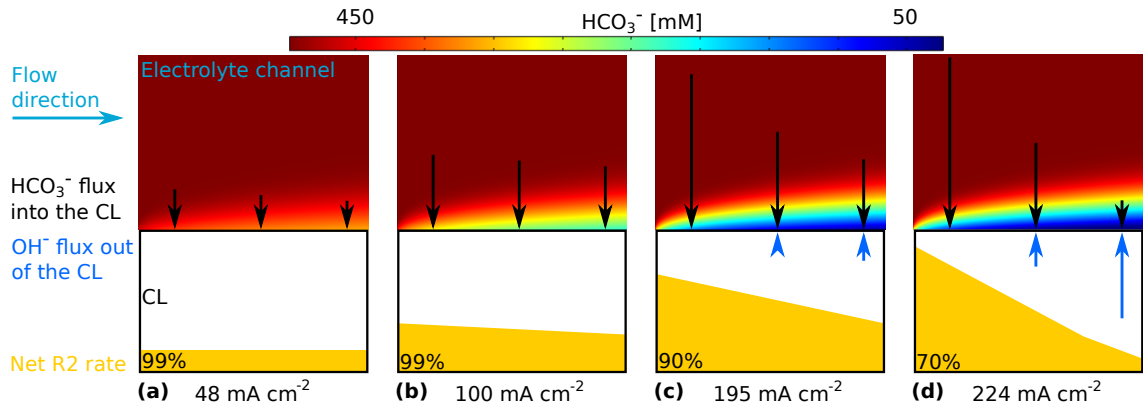 450 HCO₃⁻ [mM] 50
Electrolyte channel
Flow
direction
HCO₃⁻ flux
into the CL
OH⁻ flux out
of the CL
CL
Net R2 rate
99% 99% 90% 70%
(a) 48 mA cm⁻² (b) 100 mA cm⁻² (c) 195 mA cm⁻² (d) 224 mA cm⁻²